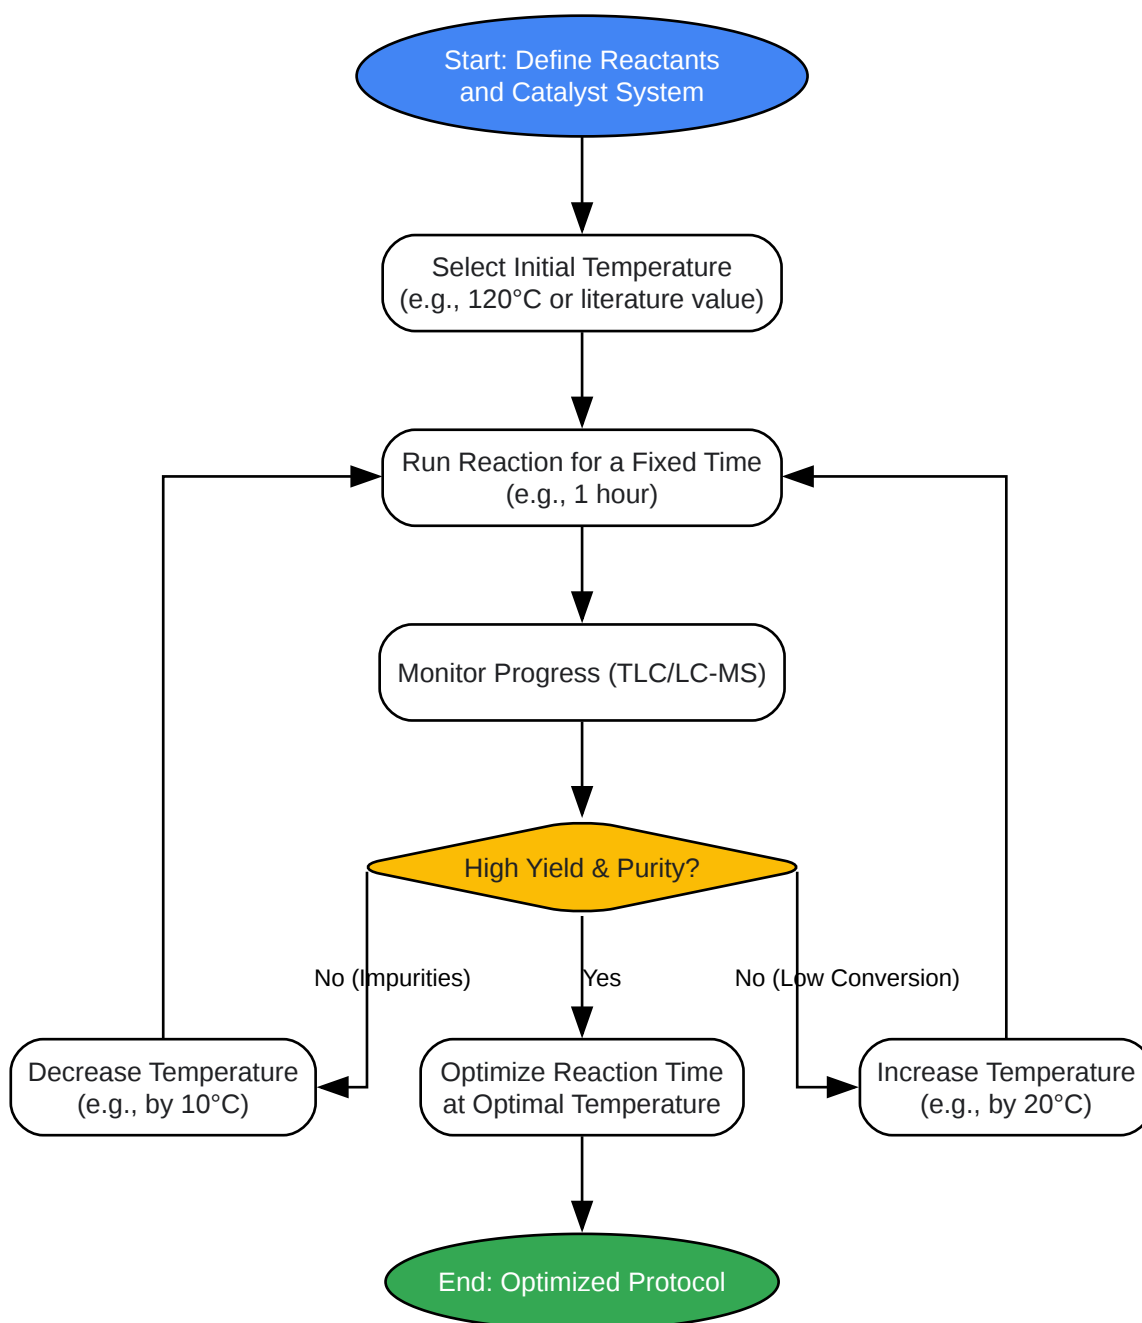 Start: Define Reactants
and Catalyst System
Select Initial Temperature
(e.g., 120°C or literature value)
Run Reaction for a Fixed Time
(e.g., 1 hour)
Monitor Progress (TLC/LC-MS)
High Yield & Purity?
No (Impurities)
Yes
No (Low Conversion)
Decrease Temperature
(e.g., by 10°C)
Optimize Reaction Time
at Optimal Temperature
Increase Temperature
(e.g., by 20°C)
End: Optimized Protocol